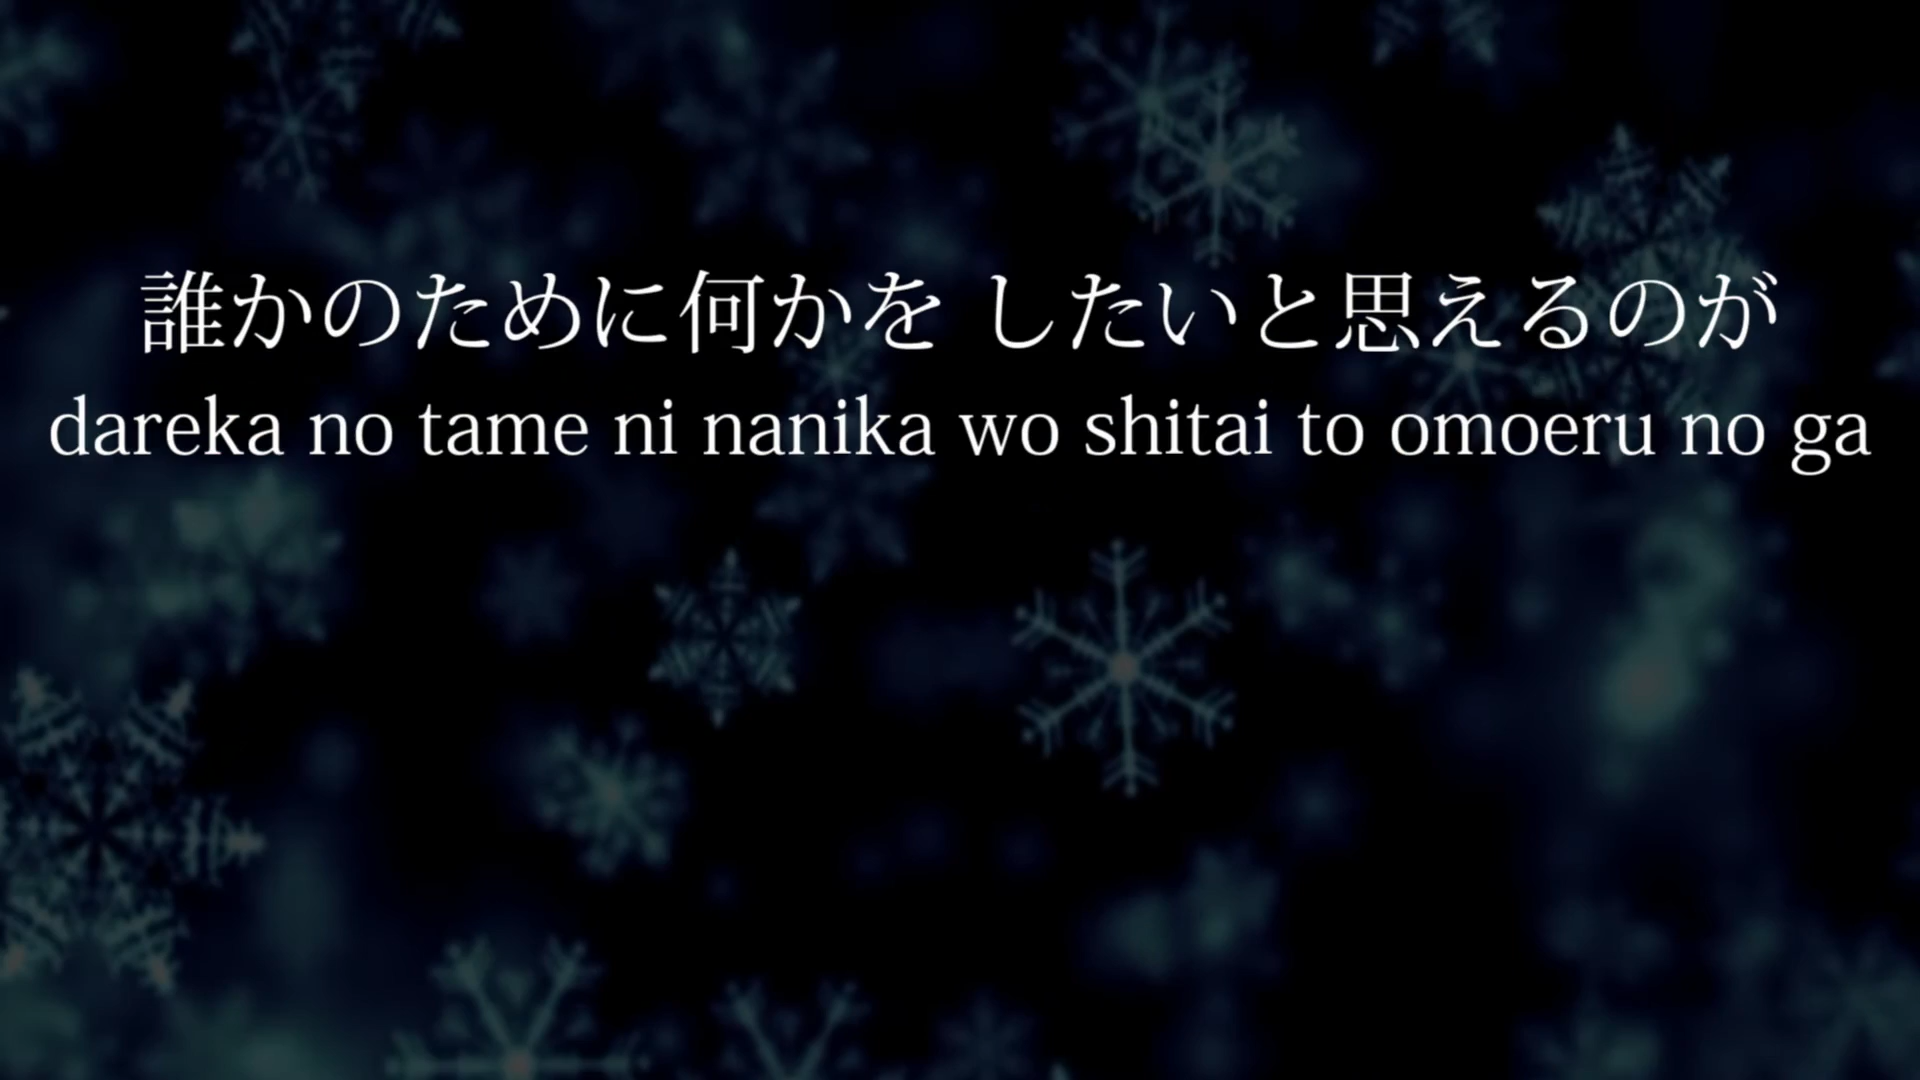 誰かのために何かを したいと思えるのが
dareka no tame ni nanika wo shitai to omoeru no ga